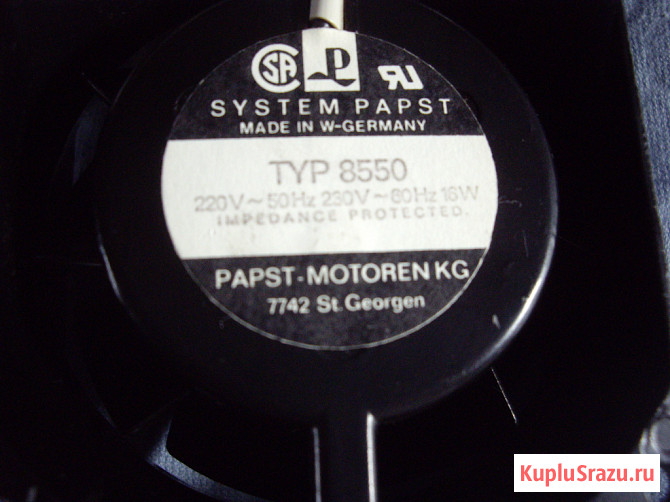 SYSTEM PAPST
MADE IN W-GERMANY
TYP 8550
220V~50Hz 230V~60Hz 16W
IMPEDANCE PROTECTED.
PAPST-MOTOREN KG
7742 St.Georgen
KupluSrazu.ru